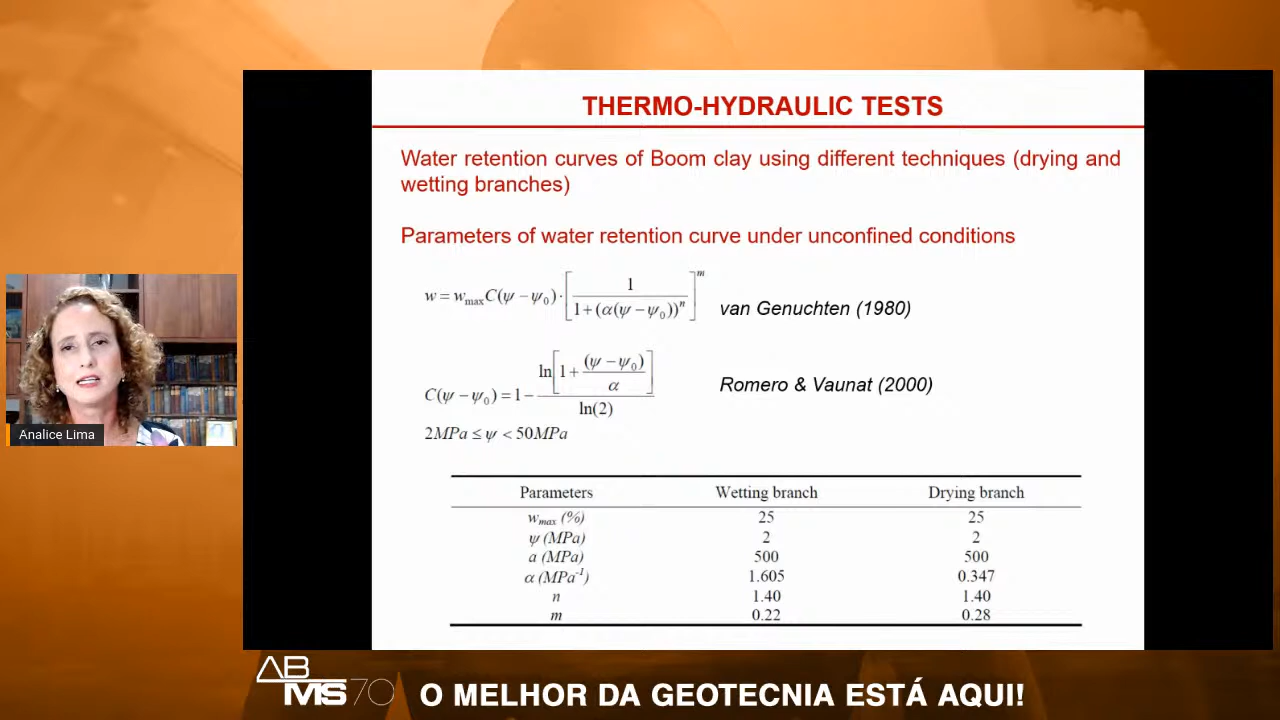 THERMO-HYDRAULIC TESTS
Water retention curves of Boom clay using different techniques (drying and
wetting branches)
Parameters of water retention curve under unconfined conditions
w = w_max C(ψ − ψ_0) · [1 / (1 + (α(ψ − ψ_0))^n)]^m
van Genuchten (1980)
C(ψ − ψ_0) = 1 − ln[1 + (ψ − ψ_0) / α] / ln(2)
Romero & Vaunat (2000)
2MPa ≤ ψ < 50MPa
Parameters Wetting branch Drying branch
w_max (%) 25 25
ψ (MPa) 2 2
a (MPa) 500 500
α (MPa^-1) 1.605 0.347
n 1.40 1.40
m 0.22 0.28
Analice Lima
ABMS70
O MELHOR DA GEOTECNIA ESTÁ AQUI!